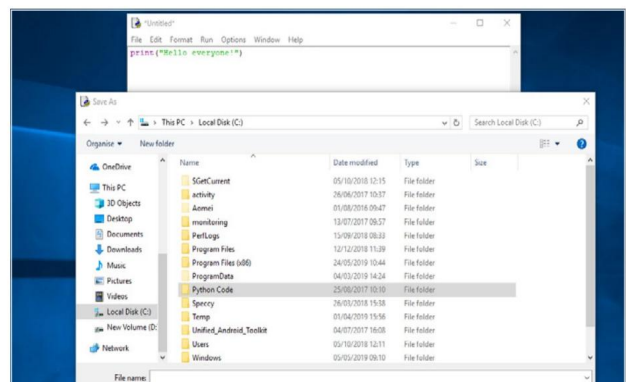 *Untitled*
File Edit Format Run Options Window Help
print("Hello everyone!")
Save As
This PC > Local Disk (C:)
Search Local Disk (C:)
Organise New folder
Name Date modified Type Size
OneDrive
This PC
3D Objects
Desktop
Documents
Downloads
Music
Pictures
Videos
Local Disk (C:)
New Volume (D:
Network
$GetCurrent 05/10/2018 12:15 File folder
activity 26/06/2017 10:37 File folder
Aomei 01/08/2016 09:47 File folder
monitoring 13/07/2017 09:57 File folder
PerfLogs 15/09/2018 08:33 File folder
Program Files 12/12/2018 11:39 File folder
Program Files (x86) 24/05/2019 10:44 File folder
ProgramData 04/03/2019 14:24 File folder
Python Code 25/08/2017 10:10 File folder
Speccy 26/03/2018 15:38 File folder
Temp 01/04/2019 15:56 File folder
Unified_Android_Toolkit 04/07/2017 16:08 File folder
Users 05/10/2018 12:11 File folder
Windows 05/05/2019 09:10 File folder
File name: